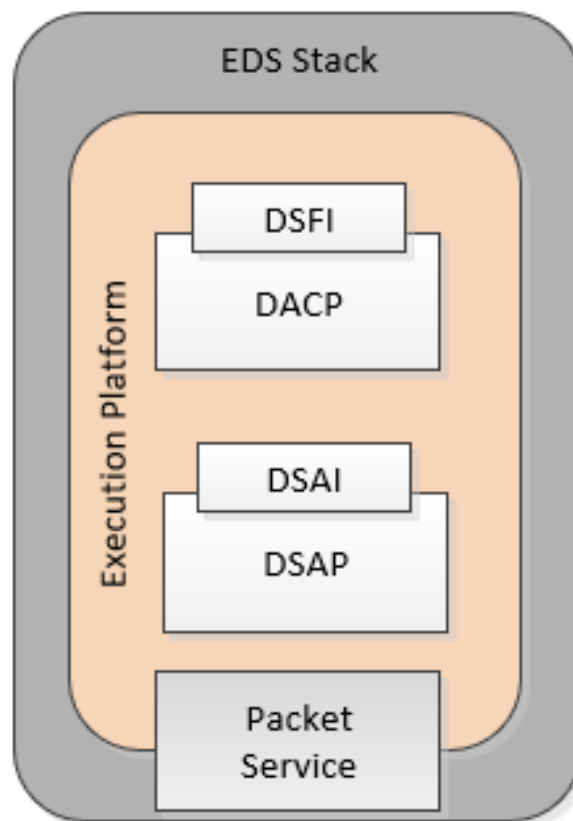 EDS Stack
Execution Platform
DSFI
DACP
DSAI
DSAP
Packet
Service